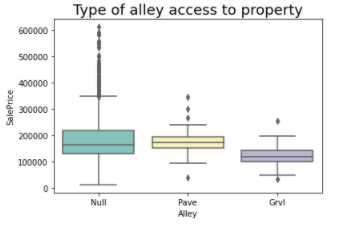 Type of alley access to property
600000
500000
400000
300000
200000
100000
0
SalePrice
Null
Pave
Grvl
Alley